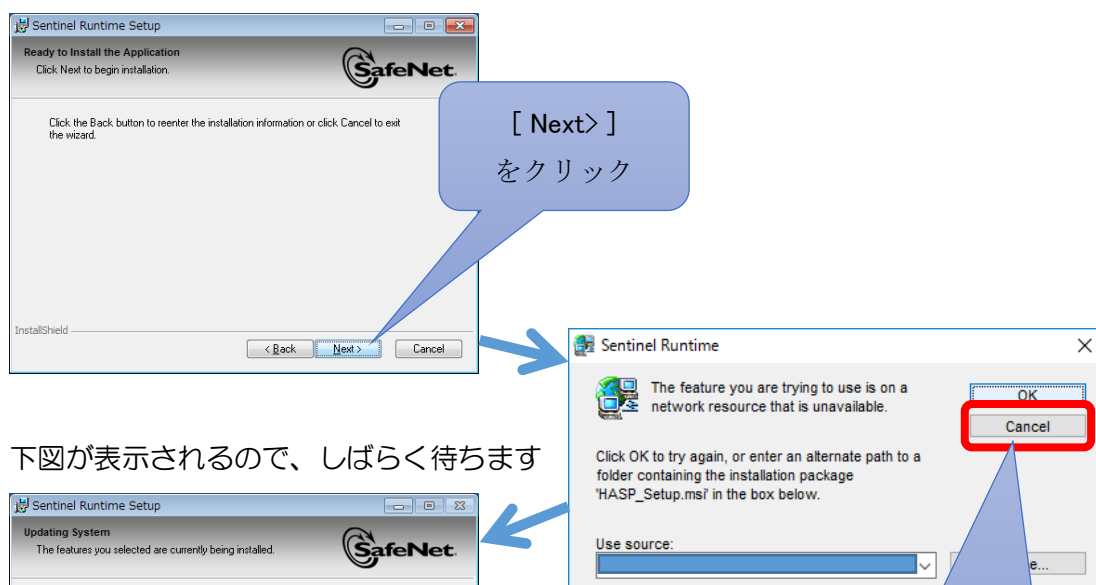 Sentinel Runtime Setup
Ready to Install the Application
Click Next to begin installation.
SafeNet.
Click the Back button to reenter the installation information or click Cancel to exit
the wizard.
[ Next> ]
をクリック
InstallShield
< Back
Next >
Cancel
Sentinel Runtime
The feature you are trying to use is on a
network resource that is unavailable.
OK
Cancel
Click OK to try again, or enter an alternate path to a
folder containing the installation package
'HASP_Setup.msi' in the box below.
Use source:
下図が表示されるので、しばらく待ちます
Sentinel Runtime Setup
Updating System
The features you selected are currently being installed.
SafeNet.